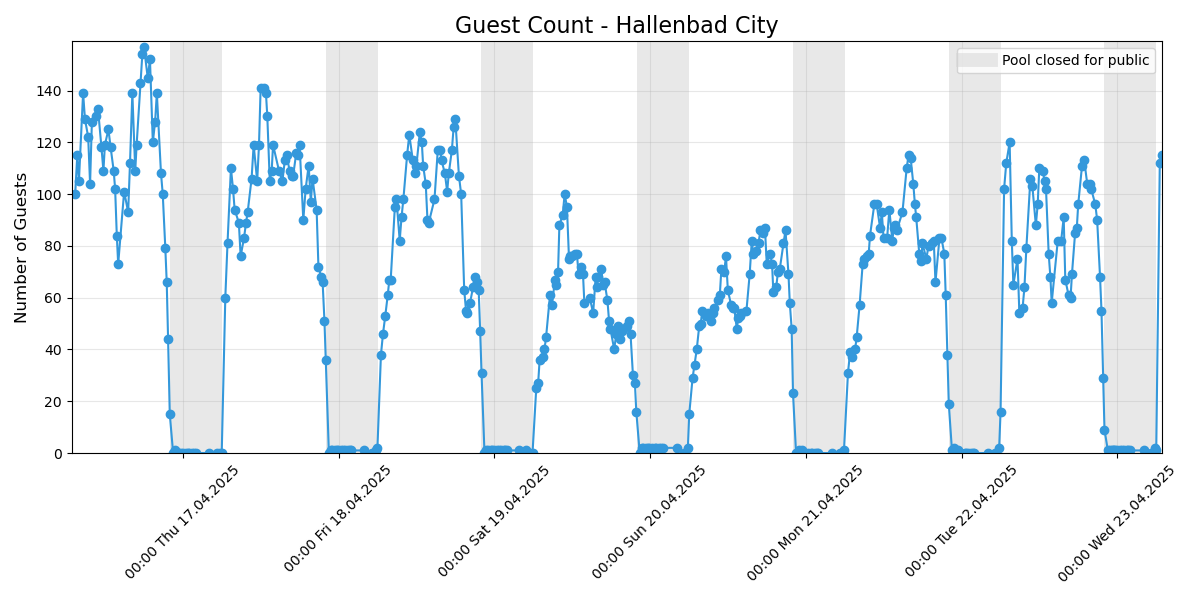 Guest Count - Hallenbad City
Pool closed for public
Number of Guests
140
120
100
80
60
40
20
0
00:00 Thu 17.04.2025
00:00 Fri 18.04.2025
00:00 Sat 19.04.2025
00:00 Sun 20.04.2025
00:00 Mon 21.04.2025
00:00 Tue 22.04.2025
00:00 Wed 23.04.2025